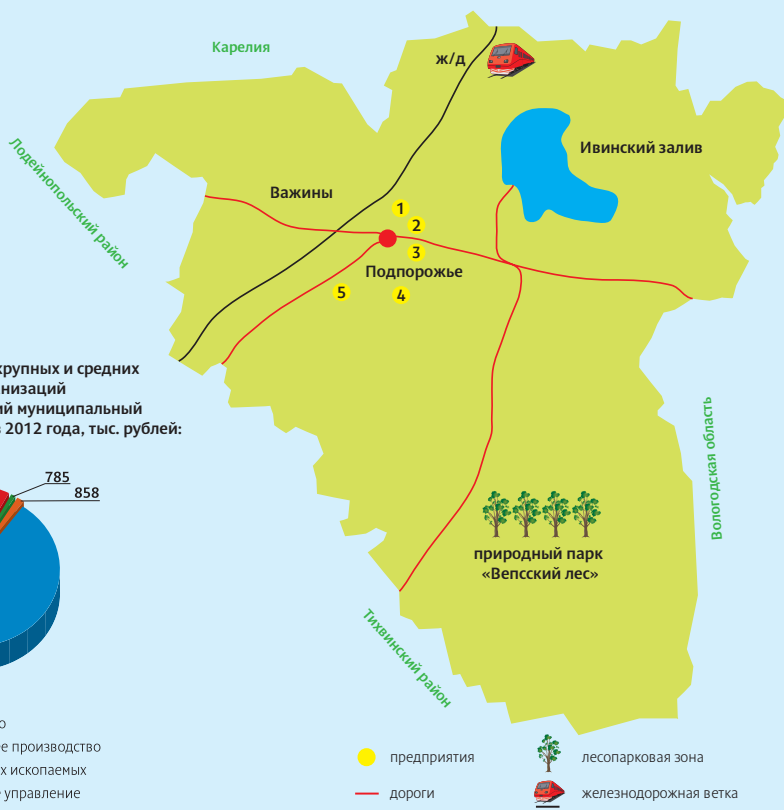 Карелия
ж/д
Лодейнопольский район
Ивинский залив
Важины
1
2
3
Подпорожье
5
4
крупных и средних
муниципальный
2012 года, тыс. рублей:
785
858
Вологодская область
природный парк
«Вепсский лес»
Тихвинский район
производство
ископаемых
управление
предприятия
лесопарковая зона
дороги
железнодорожная ветка